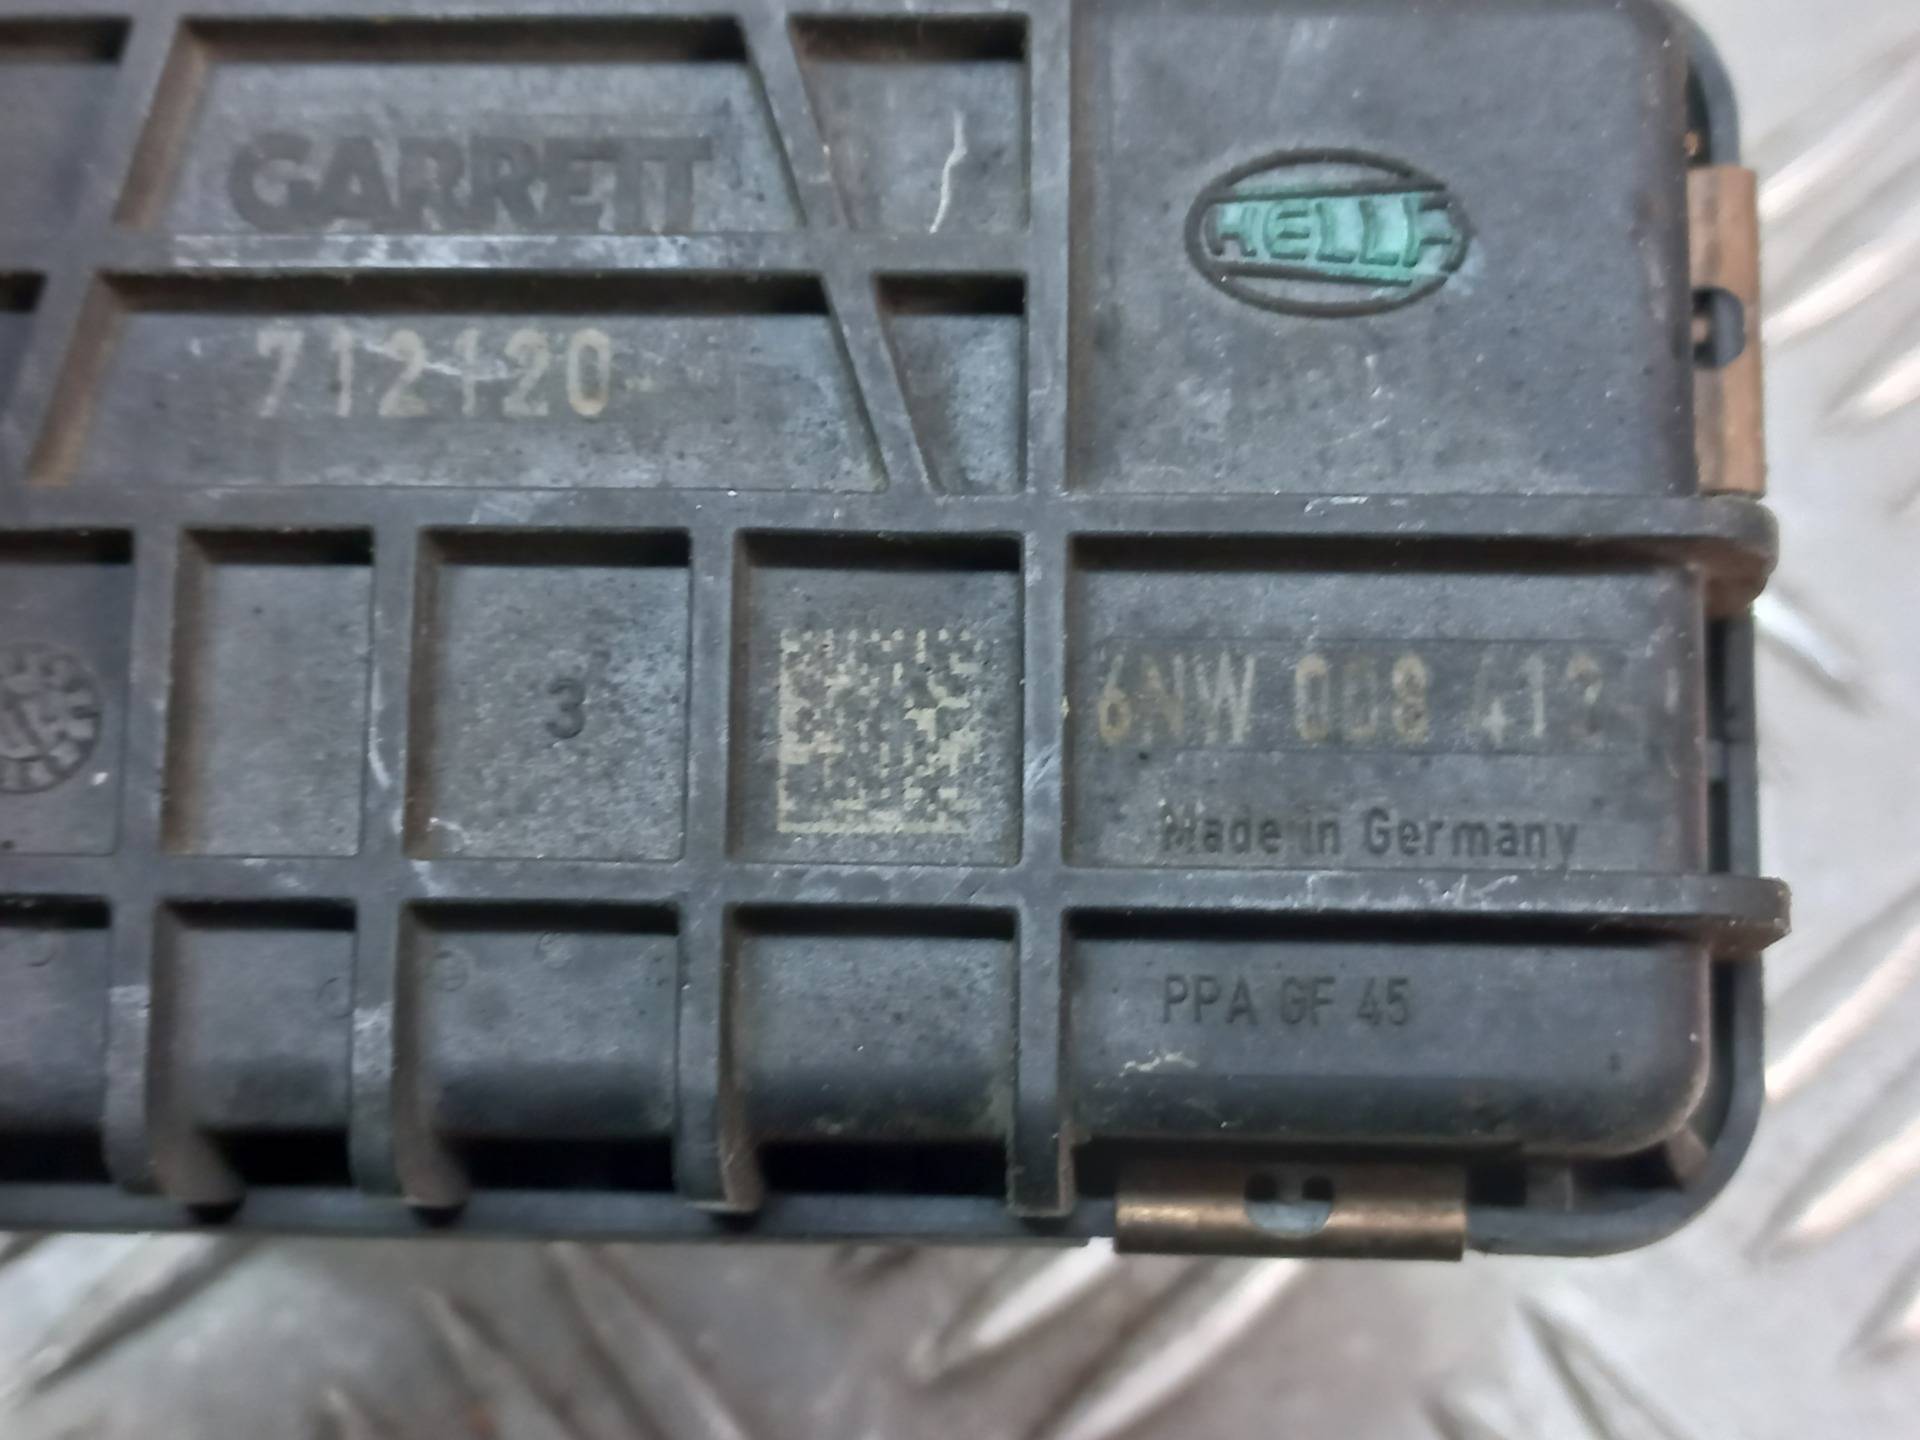 GARRETT
HELLA
712120
3
6NW 008 412
Made in Germany
PPA GF 45